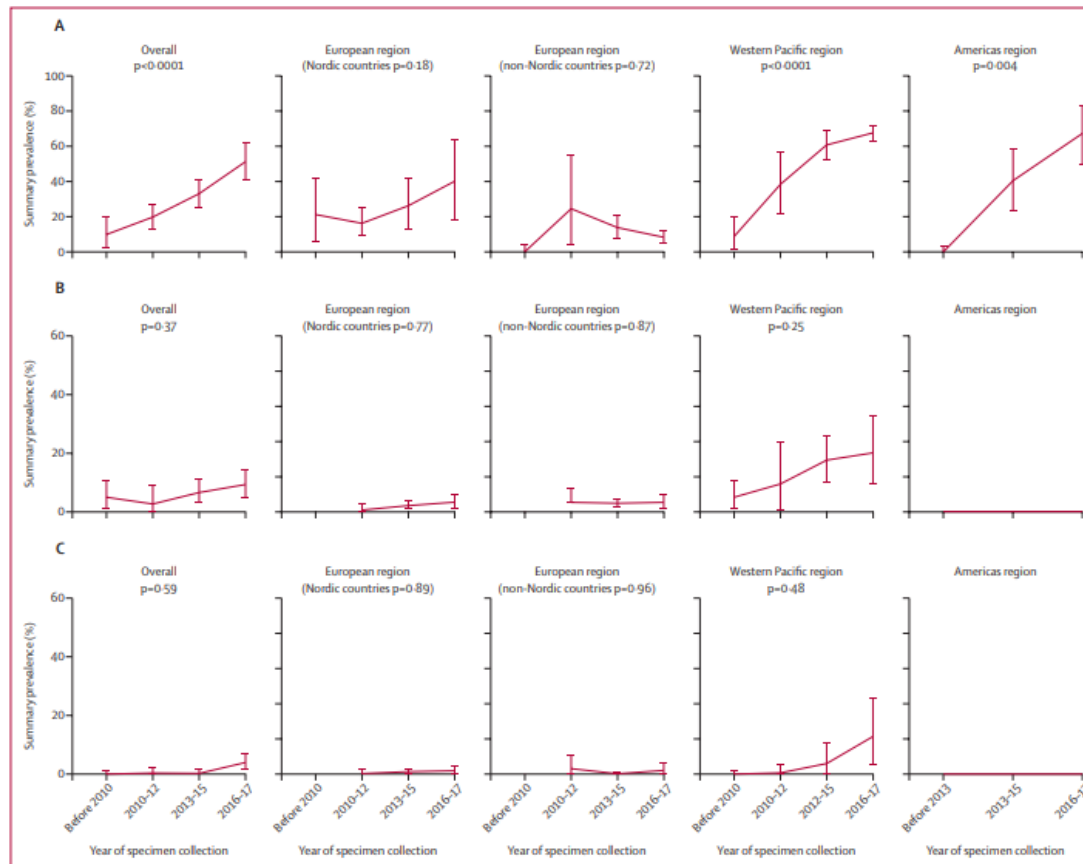 A
Overall
p<0·0001
European region
(Nordic countries p=0·18)
European region
(non-Nordic countries p=0·72)
Western Pacific region
p<0·0001
Americas region
p=0·004
Summary prevalence (%)
100
80
60
40
20
0
B
Overall
p=0·37
European region
(Nordic countries p=0·77)
European region
(non-Nordic countries p=0·87)
Western Pacific region
p=0·25
Americas region
Summary prevalence (%)
60
40
20
0
C
Overall
p=0·59
European region
(Nordic countries p=0·89)
European region
(non-Nordic countries p=0·96)
Western Pacific region
p=0·48
Americas region
Summary prevalence (%)
60
40
20
0
Before 2010
2010–12
2013–15
2016–17
Year of specimen collection
Before 2010
2010–12
2013–15
2016–17
Year of specimen collection
Before 2010
2010–12
2013–15
2016–17
Year of specimen collection
Before 2010
2010–12
2012–15
2016–17
Year of specimen collection
Before 2013
2013–15
Year of specimen collection